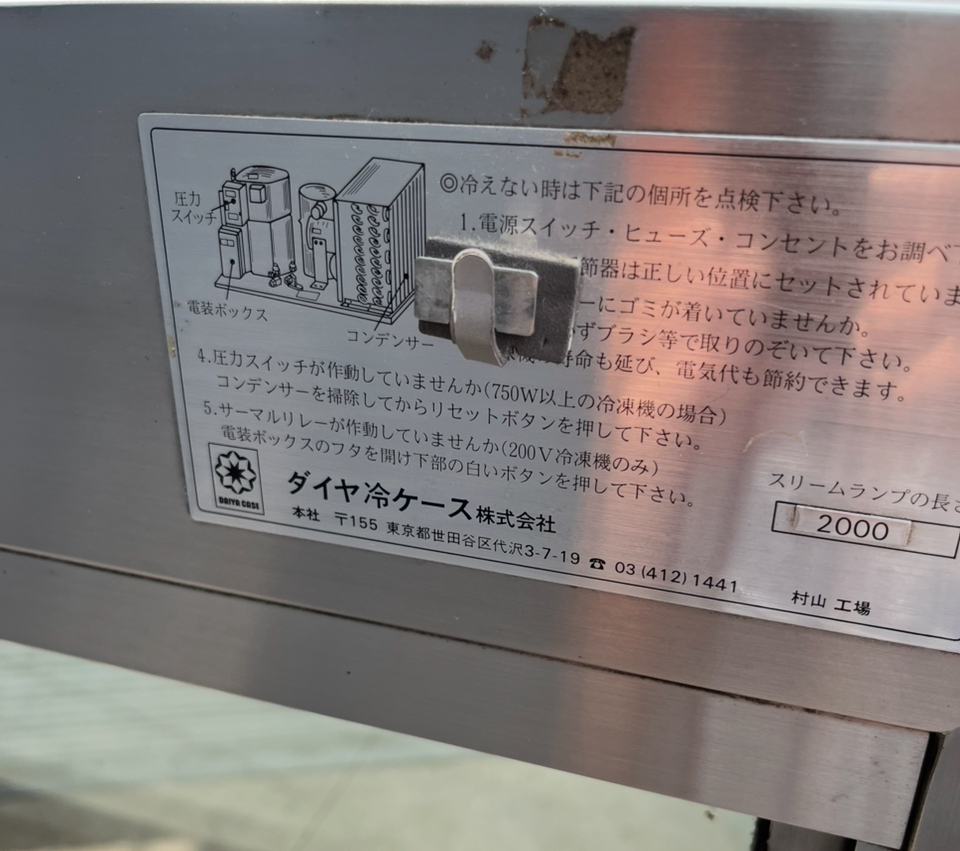 圧力
スイッチ
電装ボックス
コンデンサー
◎冷えない時は下記の個所を点検下さい。
1.電源スイッチ・ヒューズ・コンセントをお調べ
節器は正しい位置にセットされていま
ーにゴミが着いていませんか。
ずブラシ等で取りのぞいて下さい。
寿命も延び、電気代も節約できます。
4.圧力スイッチが作動していませんか(750W以上の冷凍機の場合)
コンデンサーを掃除してからリセットボタンを押して下さい。
5.サーマルリレーが作動していませんか(200V冷凍機のみ)
電装ボックスのフタを開け下部の白いボタンを押して下さい。
DAIYA CASE
ダイヤ冷ケース株式会社
本社 〒155 東京都世田谷区代沢3-7-19 ☎ 03(412)1441
スリームランプの長さ
2000
村山 工場